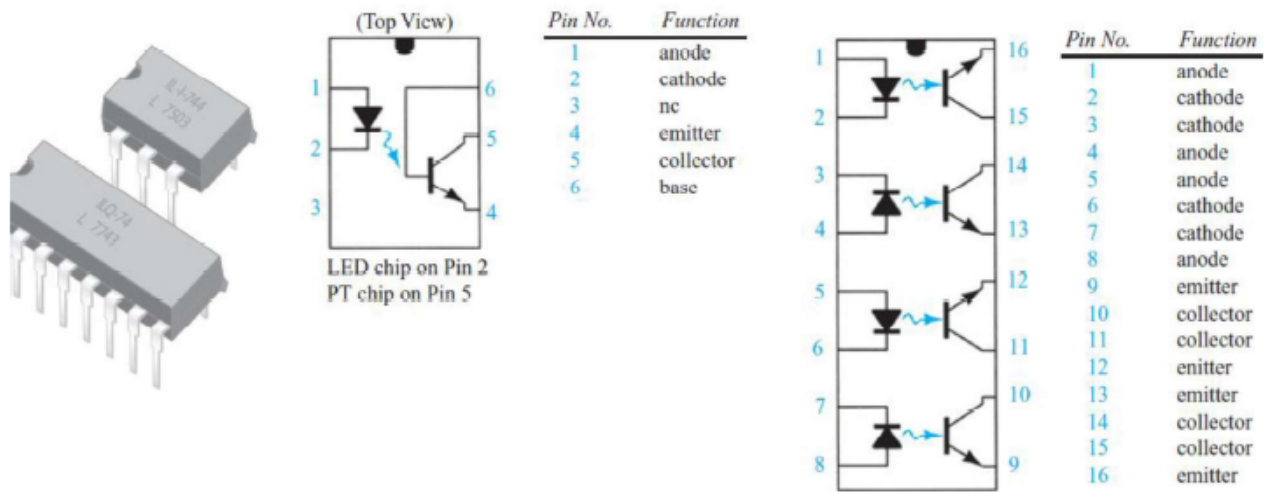 IL-I-744
L 7503
ILQ-74
L 7743
(Top View)
1
2
3
6
5
4
LED chip on Pin 2
PT chip on Pin 5
Pin No. Function
1 anode
2 cathode
3 nc
4 emitter
5 collector
6 base
1
2
3
4
5
6
7
8
16
15
14
13
12
11
10
9
Pin No. Function
1 anode
2 cathode
3 cathode
4 anode
5 anode
6 cathode
7 cathode
8 anode
9 emitter
10 collector
11 collector
12 enitter
13 emitter
14 collector
15 collector
16 emitter